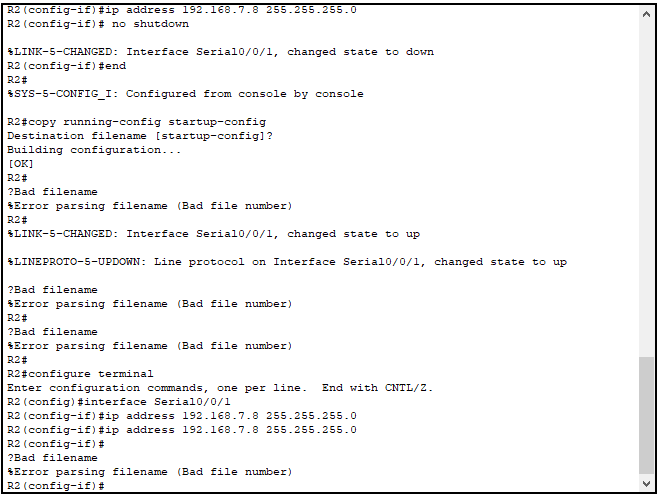 R2(config-if)#ip address 192.168.7.8 255.255.255.0
R2(config-if)# no shutdown
%LINK-5-CHANGED: Interface Serial0/0/1, changed state to down
R2(config-if)#end
R2#
%SYS-5-CONFIG_I: Configured from console by console
R2#copy running-config startup-config
Destination filename [startup-config]?
Building configuration...
[OK]
R2#
?Bad filename
%Error parsing filename (Bad file number)
R2#
%LINK-5-CHANGED: Interface Serial0/0/1, changed state to up
%LINEPROTO-5-UPDOWN: Line protocol on Interface Serial0/0/1, changed state to up
?Bad filename
%Error parsing filename (Bad file number)
R2#
?Bad filename
%Error parsing filename (Bad file number)
R2#
R2#configure terminal
Enter configuration commands, one per line.  End with CNTL/Z.
R2(config)#interface Serial0/0/1
R2(config-if)#ip address 192.168.7.8 255.255.255.0
R2(config-if)#ip address 192.168.7.8 255.255.255.0
R2(config-if)#
?Bad filename
%Error parsing filename (Bad file number)
R2(config-if)#